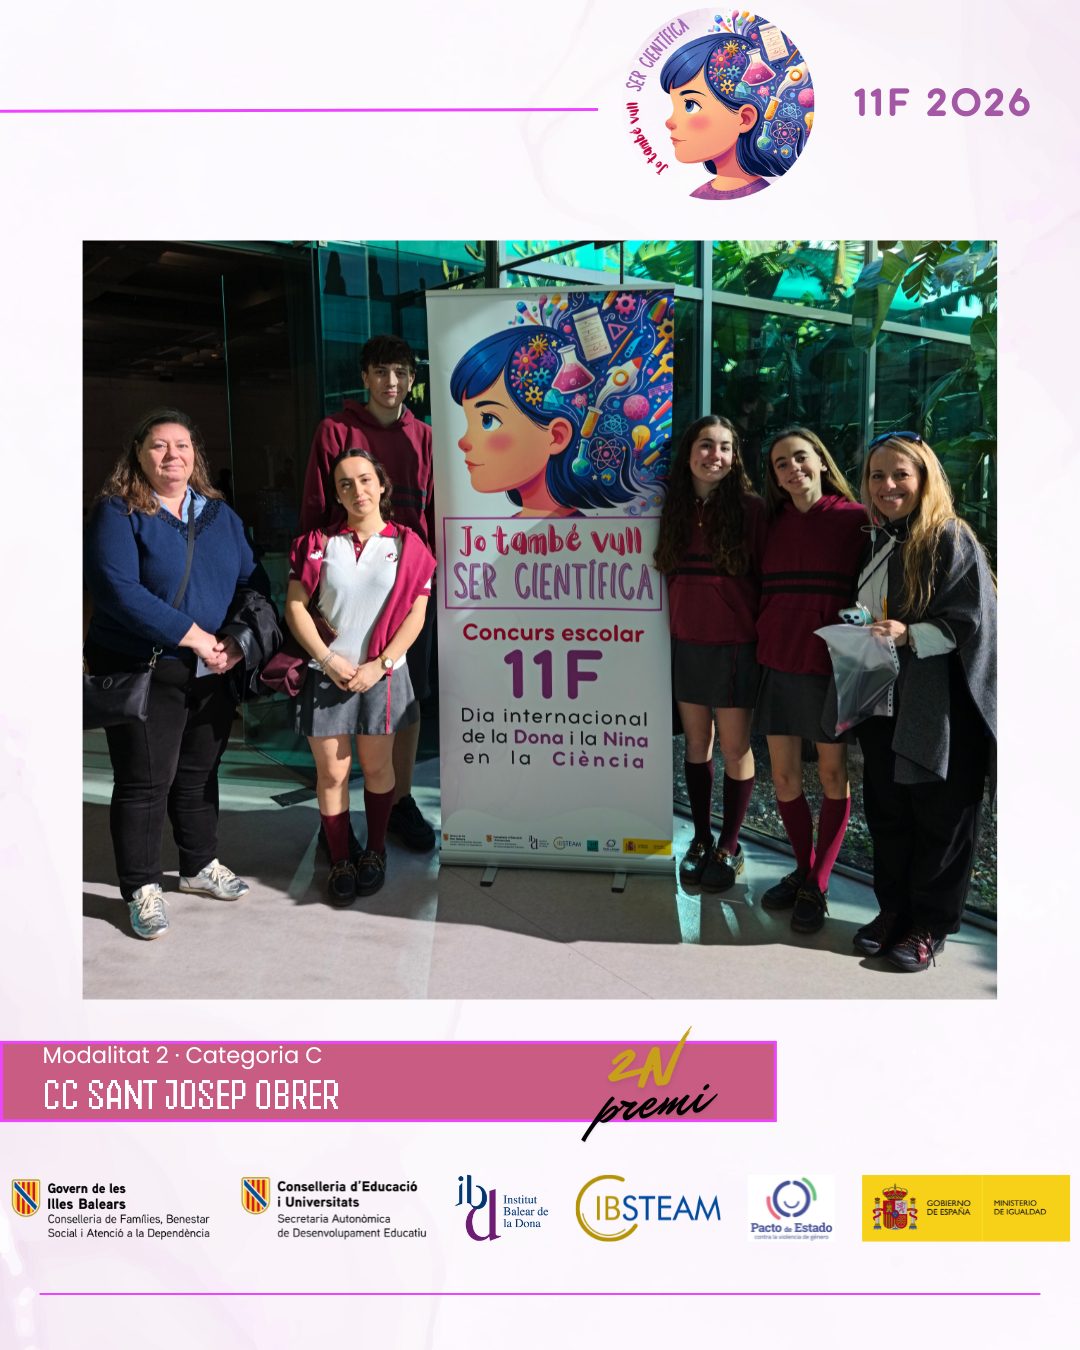 SER CIENTÍFICA
Jo també vull
11F 2026
Jo també vull
SER CIENTÍFICA
Concurs escolar
11F
Dia internacional
de la Dona i la Nina
en la Ciència
IBSTEAM
Modalitat 2 · Categoria C
CC SANT JOSEP OBRER
2N
premi
Govern de les
Illes Balears
Conselleria de Famílies, Benestar
Social i Atenció a la Dependència
Conselleria d'Educació
i Universitats
Secretaria Autonòmica
de Desenvolupament Educatiu
ibd
Institut
Balear de
la Dona
IBSTEAM
Pacto de Estado
contra la violencia de género
GOBIERNO
DE ESPAÑA
MINISTERIO
DE IGUALDAD